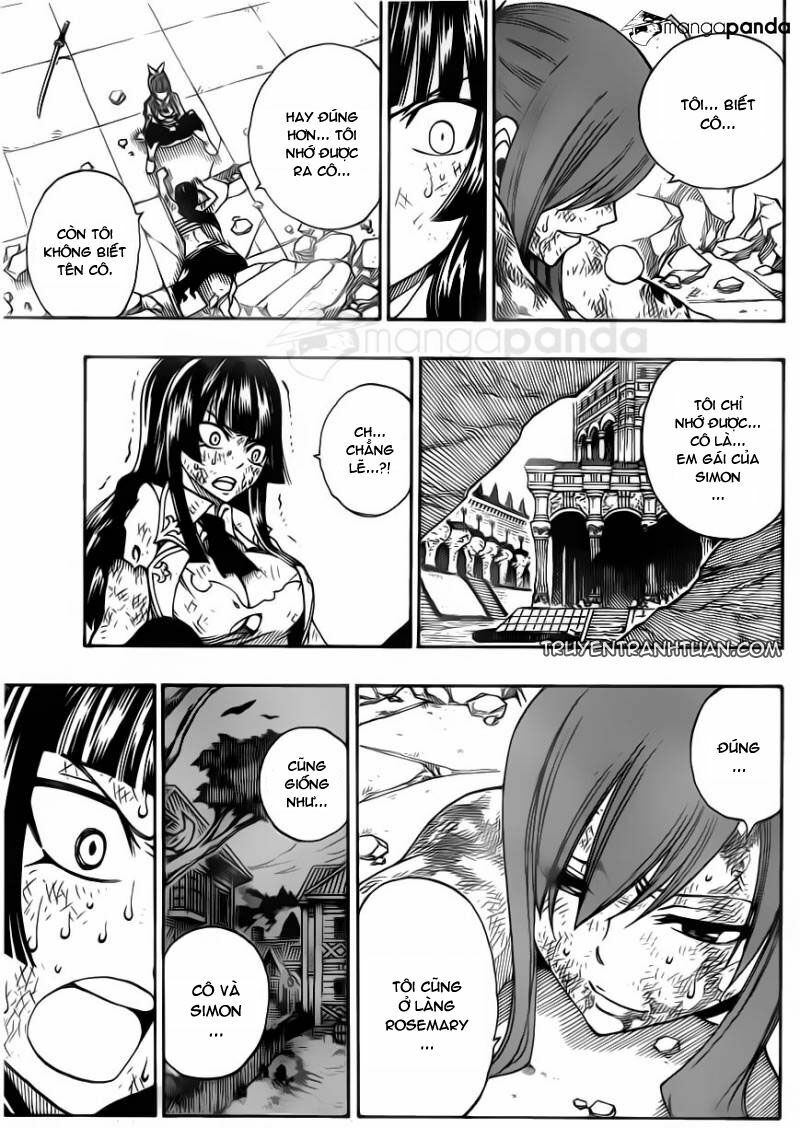 mangapanda
TÔI... BIẾT
CÔ...
HAY ĐÚNG
HƠN... TÔI
NHỚ ĐƯỢC
RA CÔ...
CÒN TÔI
KHÔNG BIẾT
TÊN CÔ.
mangapanda
TÔI CHỈ
NHỚ ĐƯỢC...
CÔ LÀ...
EM GÁI CỦA
SIMON
...
CH...
CHẲNG
LẼ...?!
TRUYENTRANHTUAN.COM
ĐÚNG
...
TÔI CŨNG
Ở LÀNG
ROSEMARY
...
CŨNG
GIỐNG
NHƯ...
CÔ VÀ
SIMON
...